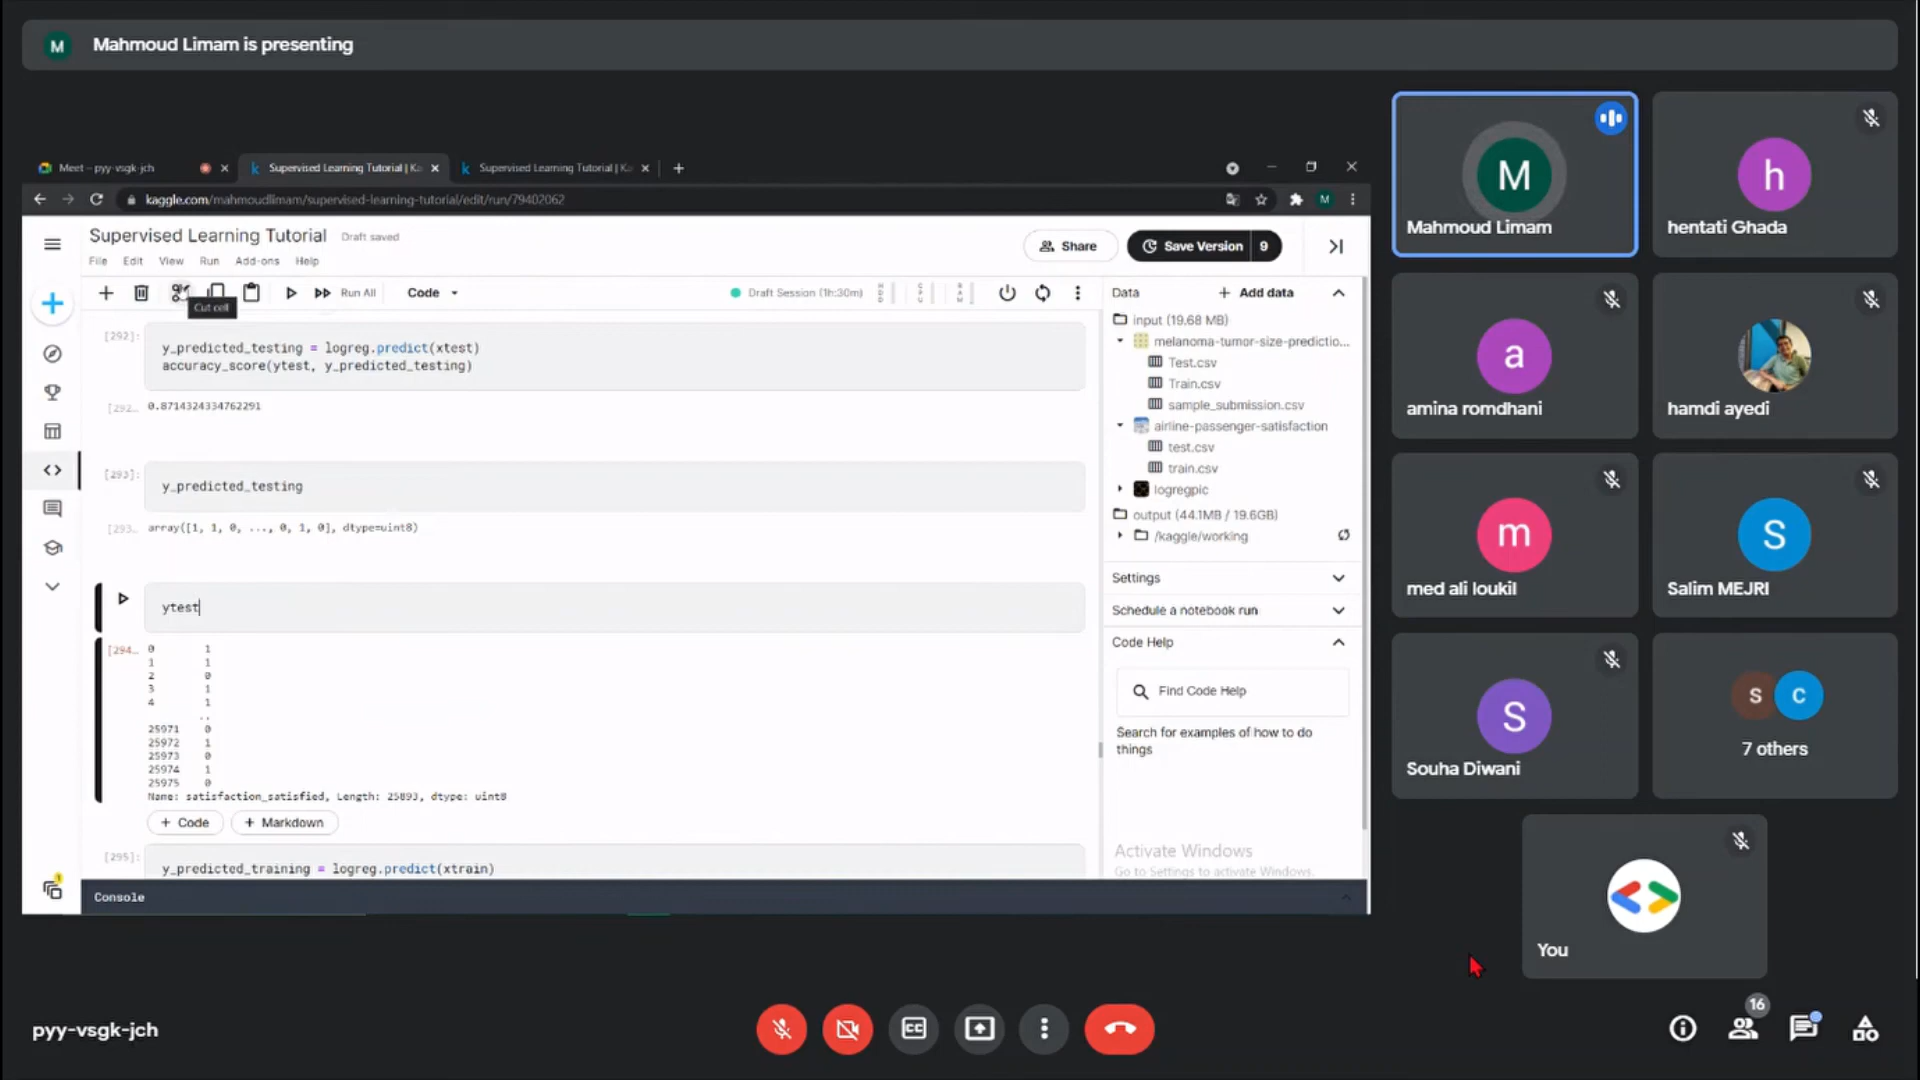 M Mahmoud Limam is presenting
Meet – pyy-vsgk-jch
Supervised Learning Tutorial | Ka
Supervised Learning Tutorial | Ka
kaggle.com/mahmoudlimam/supervised-learning-tutorial/edit/run/79402062
M
Supervised Learning Tutorial Draft saved
File Edit View Run Add-ons Help
Share
Save Version 9
Run All
Code
Draft Session (1h:30m)
Cut cell
[292]:
y_predicted_testing = logreg.predict(xtest)
accuracy_score(ytest, y_predicted_testing)
[292… 0.8714324334762291
[293]:
y_predicted_testing
[293… array([1, 1, 0, ..., 0, 1, 0], dtype=uint8)
ytest
[294… 0 1
1 1
2 0
3 1
4 1
..
25971 0
25972 1
25973 0
25974 1
25975 0
Name: satisfaction_satisfied, Length: 25893, dtype: uint8
+ Code + Markdown
[295]:
y_predicted_training = logreg.predict(xtrain)
Console
Data + Add data
input (19.68 MB)
melanoma-tumor-size-predictio...
Test.csv
Train.csv
sample_submission.csv
airline-passenger-satisfaction
test.csv
train.csv
logregpic
output (44.1MB / 19.6GB)
/kaggle/working
Settings
Schedule a notebook run
Code Help
Find Code Help
Search for examples of how to do
things
Activate Windows
Go to Settings to activate Windows.
M
Mahmoud Limam
h
hentati Ghada
a
amina romdhani
hamdi ayedi
m
med ali loukil
S
Salim MEJRI
S
Souha Diwani
S C
7 others
You
pyy-vsgk-jch
CC
16